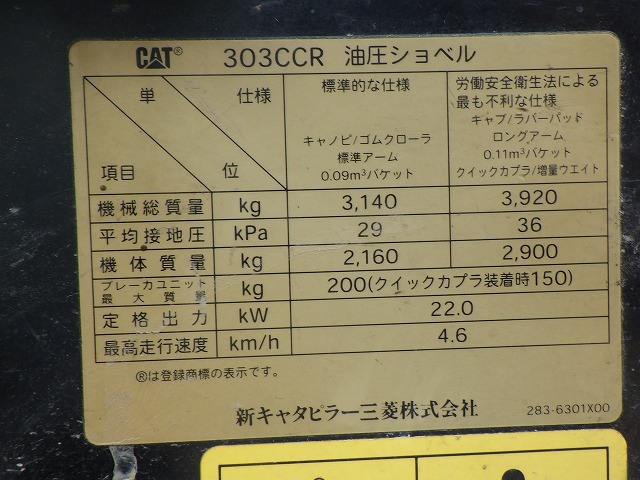 CAT® 303CCR 油圧ショベル
単 仕様
項目 位
標準的な仕様
キャノピ/ゴムクローラ
標準アーム
0.09m³バケット
労働安全衛生法による
最も不利な仕様
キャブ/ラバーパッド
ロングアーム
0.11m³バケット
クイックカプラ/増量ウエイト
機械総質量 kg 3,140 3,920
平均接地圧 kPa 29 36
機体質量 kg 2,160 2,900
ブレーカユニット
最大質量 kg 200(クイックカプラ装着時150)
定格出力 kW 22.0
最高走行速度 km/h 4.6
®は登録商標の表示です。
新キャタピラー三菱株式会社 283-6301X00